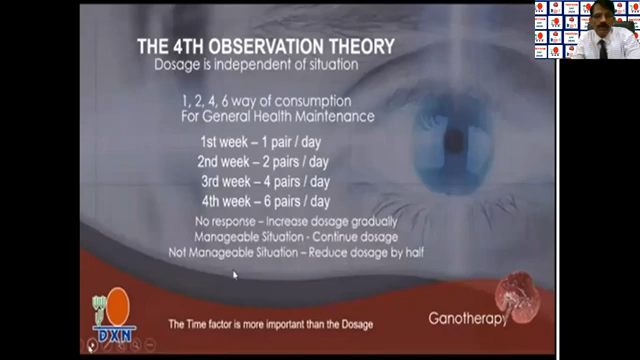 THE 4TH OBSERVATION THEORY
Dosage is independent of situation
1, 2, 4, 6 way of consumption
For General Health Maintenance
1st week – 1 pair / day
2nd week – 2 pairs / day
3rd week – 4 pairs / day
4th week – 6 pairs / day
No response – Increase dosage gradually
Manageable Situation - Continue dosage
Not Manageable Situation – Reduce dosage by half
Ganotherapy
The Time factor is more important than the Dosage
DXN